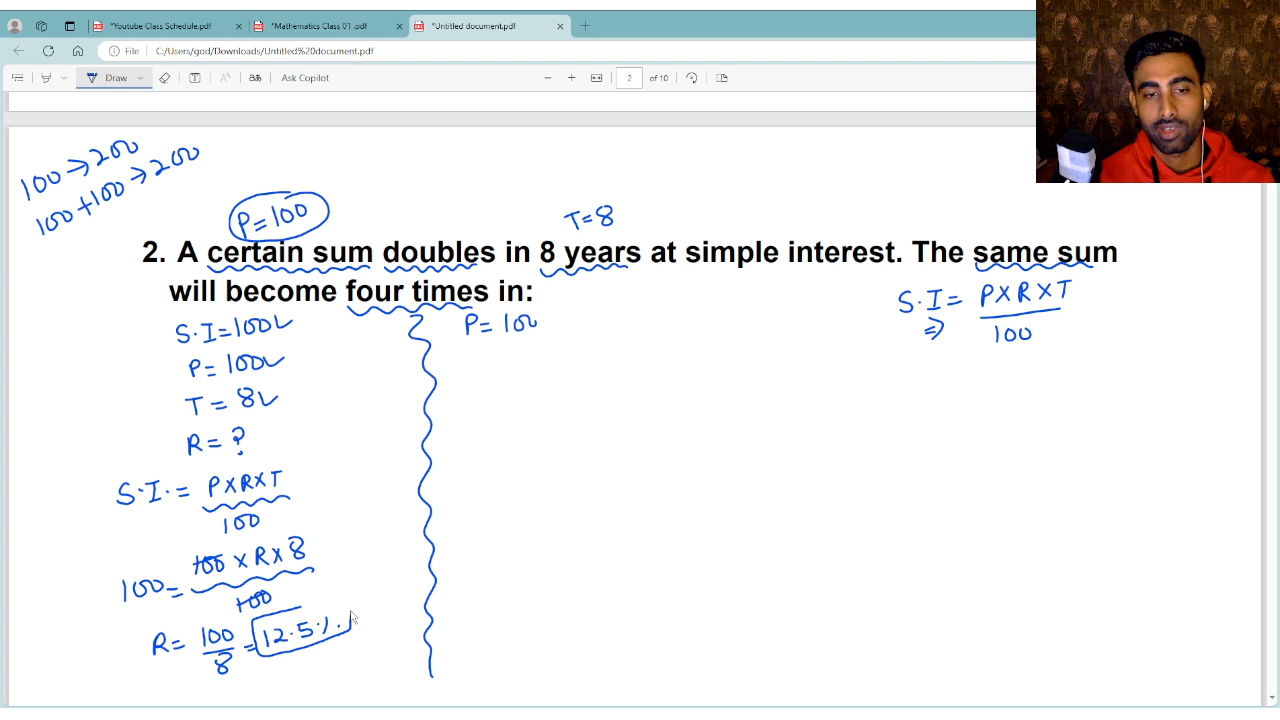 *Youtube Class Schedule.pdf
*Mathematics Class 01 .pdf
*Untitled document.pdf
File C:/Users/god/Downloads/Untitled%20document.pdf
Draw
Ask Copilot
2 of 10
100→200
100+100→200
P=100
T=8
2. A certain sum doubles in 8 years at simple interest. The same sum
will become four times in:
S.I=100
P=100
T=8
R=?
S.I.=P×R×T
100
100=100×R×8
100
R=100/8=12.5%.
P=100
S.I=P×R×T
⇒100